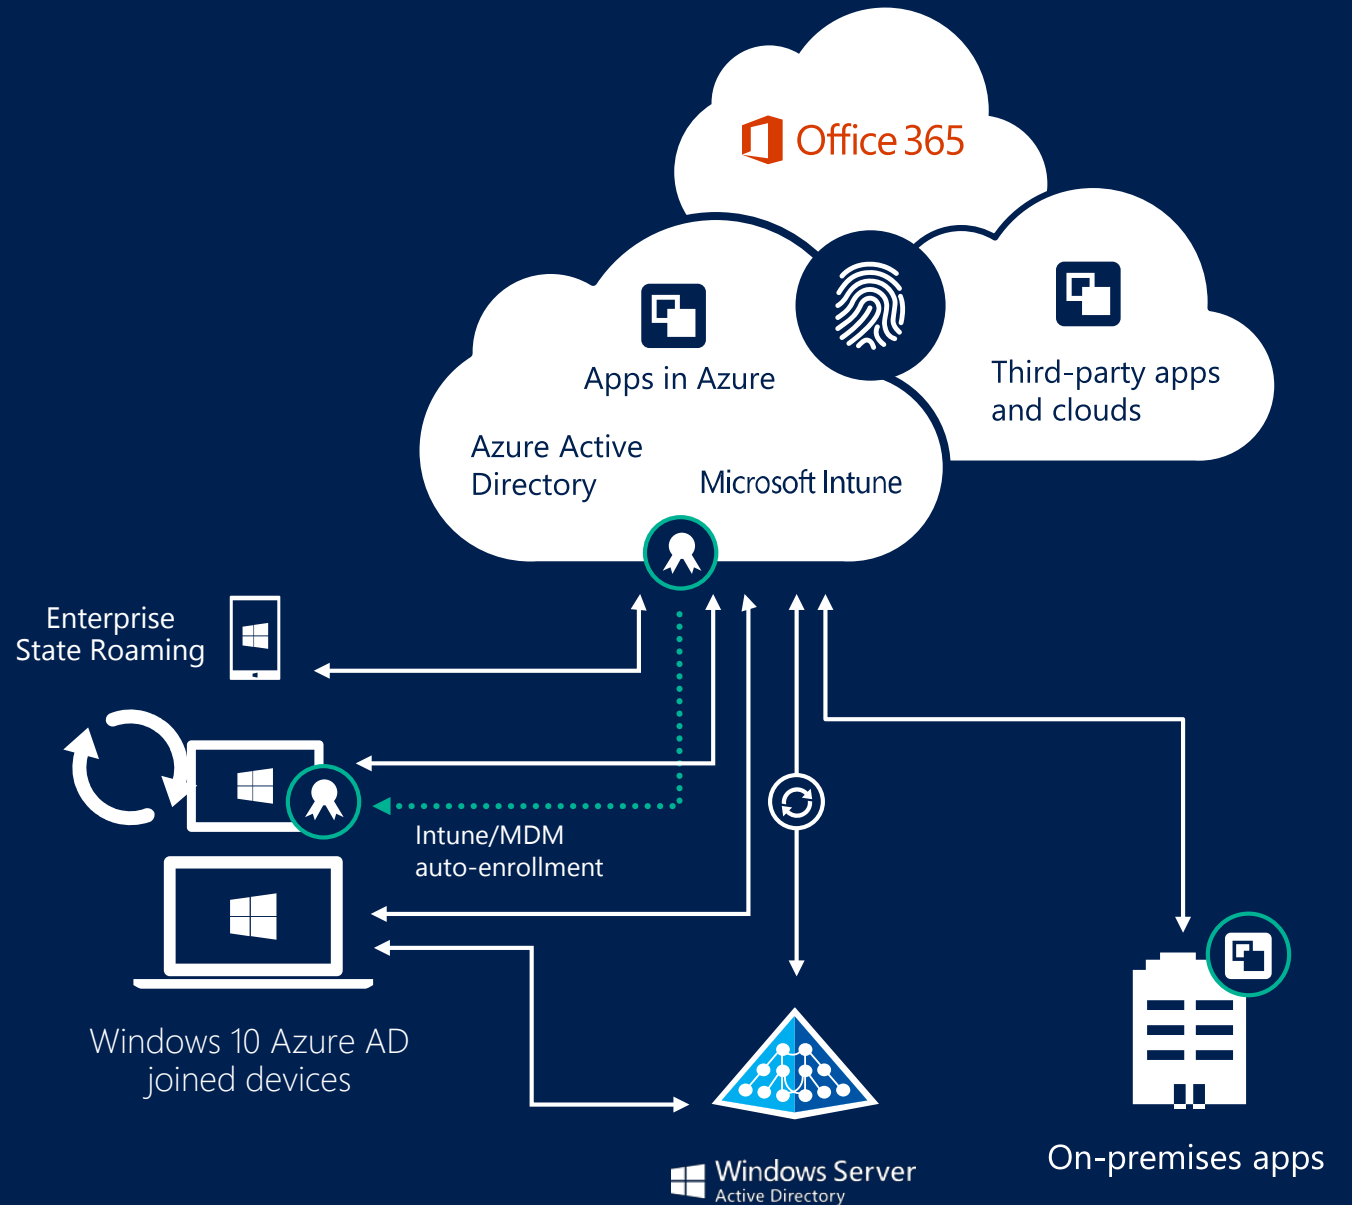 Office 365
Apps in Azure
Third-party apps
and clouds
Azure Active
Directory
Microsoft Intune
Enterprise
State Roaming
Intune/MDM
auto-enrollment
Windows 10 Azure AD
joined devices
Windows Server
Active Directory
On-premises apps